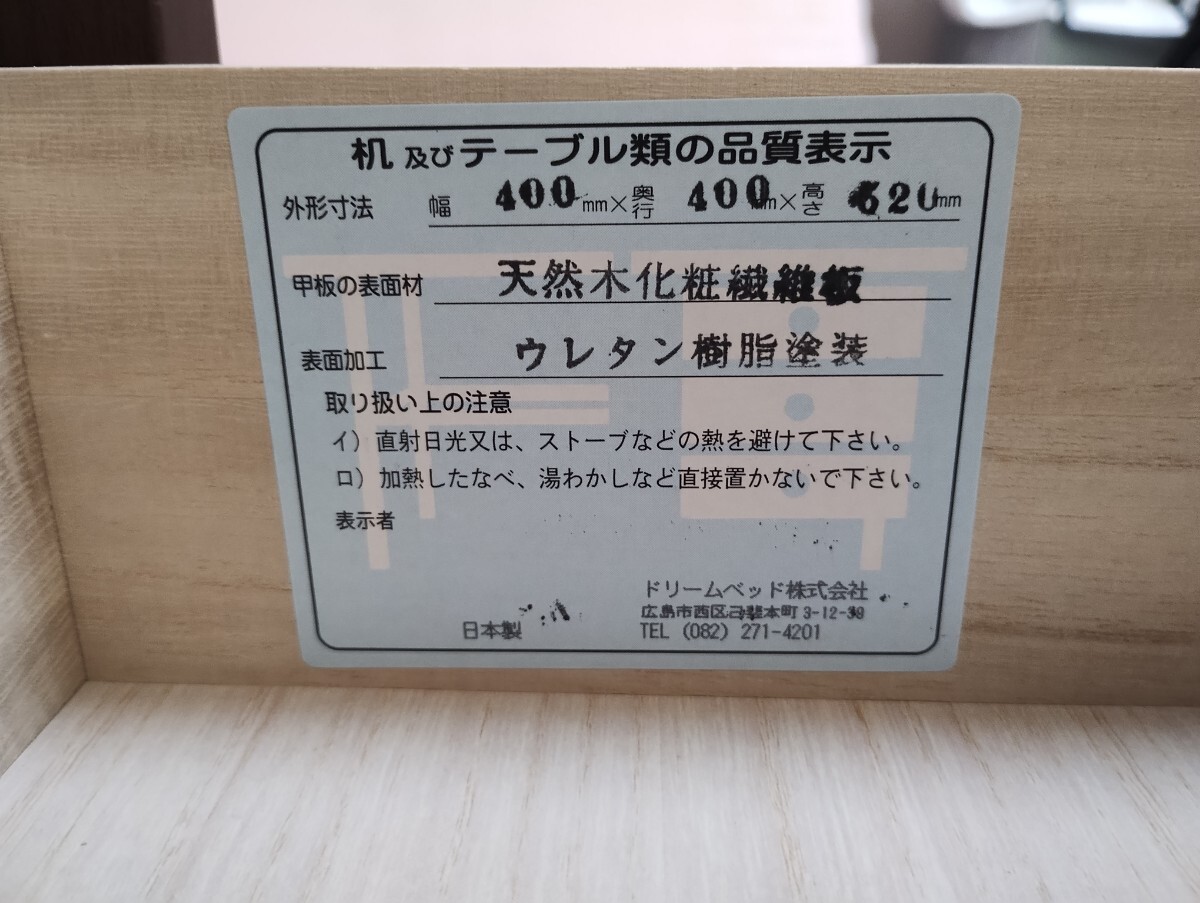 机及びテーブル類の品質表示
外形寸法 幅 400mm×奥行 400mm×高さ 520mm
甲板の表面材 天然木化粧繊維板
表面加工 ウレタン樹脂塗装
取り扱い上の注意
イ）直射日光又は、ストーブなどの熱を避けて下さい。
ロ）加熱したなべ、湯わかしなど直接置かないで下さい。
表示者
ドリームベッド株式会社
広島市西区己斐本町3-12-39
日本製 TEL（082）271-4201